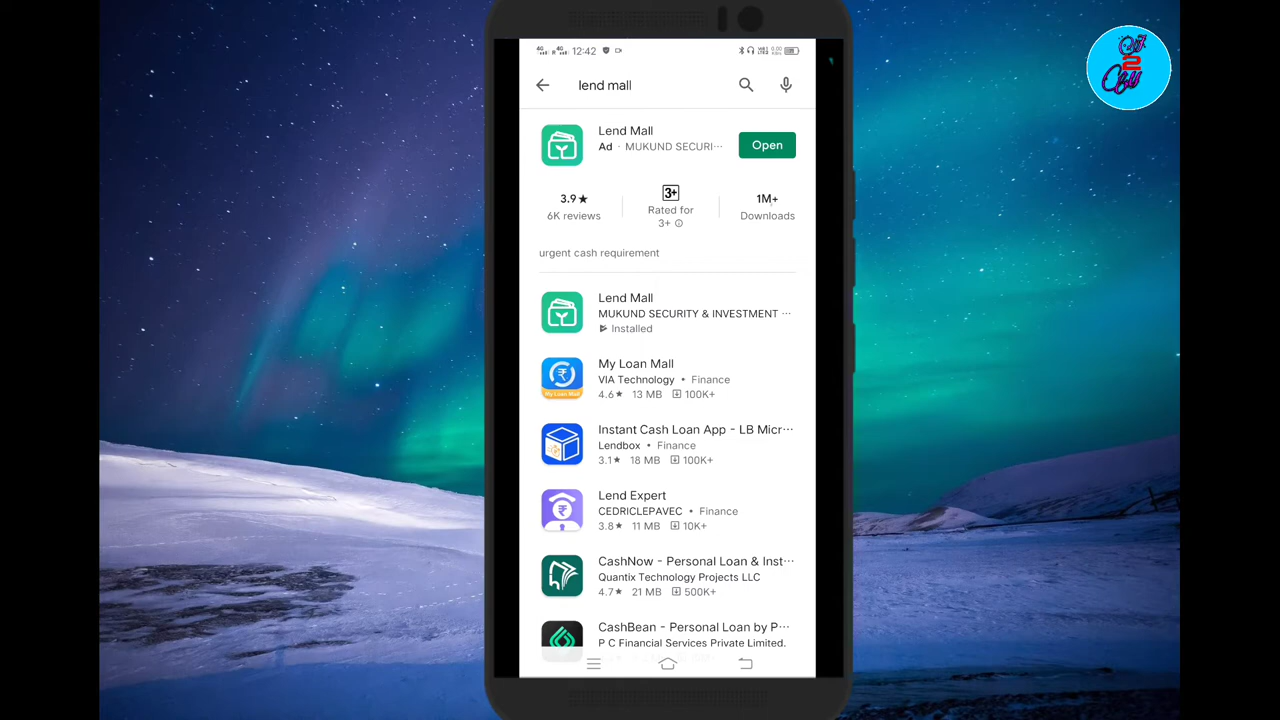 12:42
lend mall
Lend Mall
Ad · MUKUND SECURI···
Open
3.9★
6K reviews
3+
Rated for
3+
1M+
Downloads
urgent cash requirement
Lend Mall
MUKUND SECURITY & INVESTMENT ···
Installed
My Loan Mall
VIA Technology • Finance
4.6★ 13 MB 100K+
My Loan Mall
Instant Cash Loan App - LB Micr···
Lendbox • Finance
3.1★ 18 MB 100K+
Lend Expert
CEDRICLEPAVEC • Finance
3.8★ 11 MB 10K+
CashNow - Personal Loan & Inst···
Quantix Technology Projects LLC
4.7★ 21 MB 500K+
CashBean - Personal Loan by P···
P C Financial Services Private Limited.